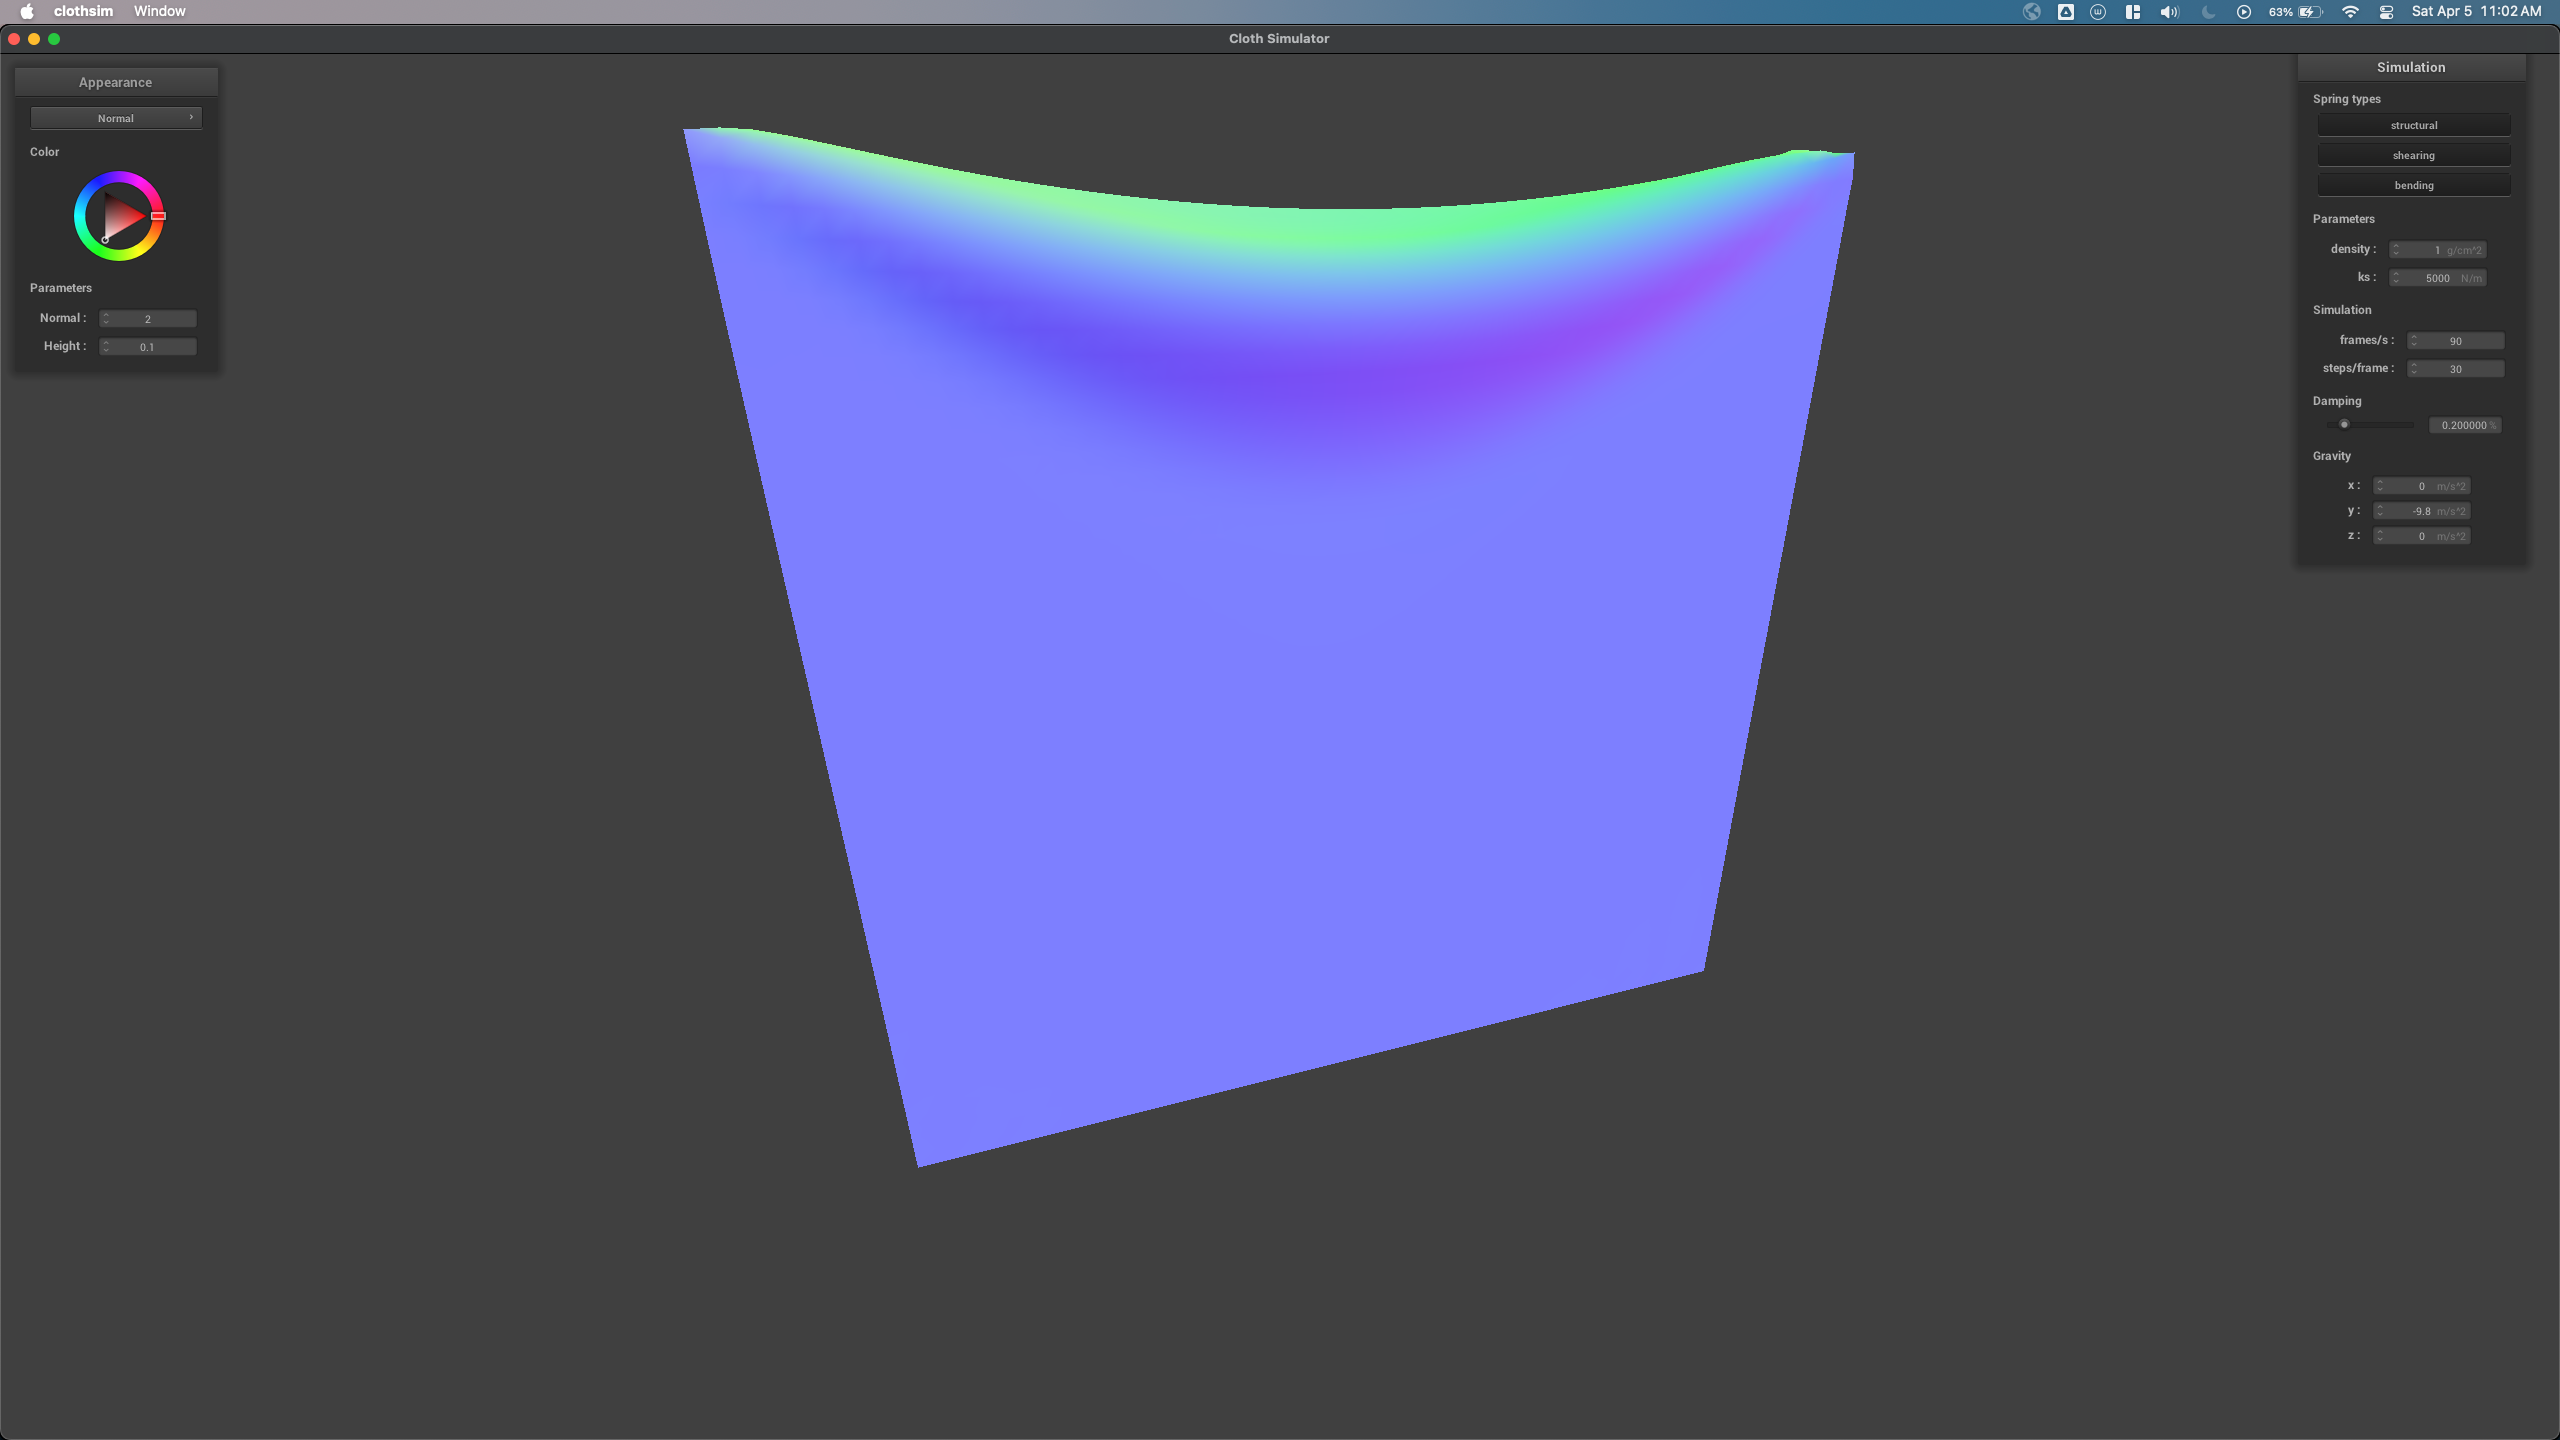 clothsim Window 63% Sat Apr 5 11:02 AM
Cloth Simulator
Appearance
Normal
Color
Parameters
Normal : 2
Height : 0.1
Simulation
Spring types
structural
shearing
bending
Parameters
density : 1 g/cm^2
ks : 5000 N/m
Simulation
frames/s : 90
steps/frame : 30
Damping
0.200000 %
Gravity
x : 0 m/s^2
y : -9.8 m/s^2
z : 0 m/s^2